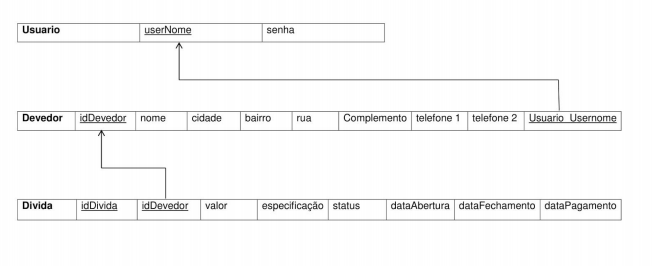 Usuario userNome senha
Devedor idDevedor nome cidade bairro rua Complemento telefone 1 telefone 2 Usuario_Username
Divida idDivida idDevedor valor especificação status dataAbertura dataFechamento dataPagamento